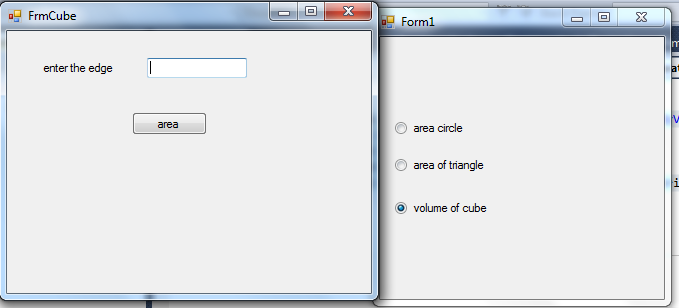 FrmCube
enter the edge
area
Form1
area circle
area of triangle
volume of cube